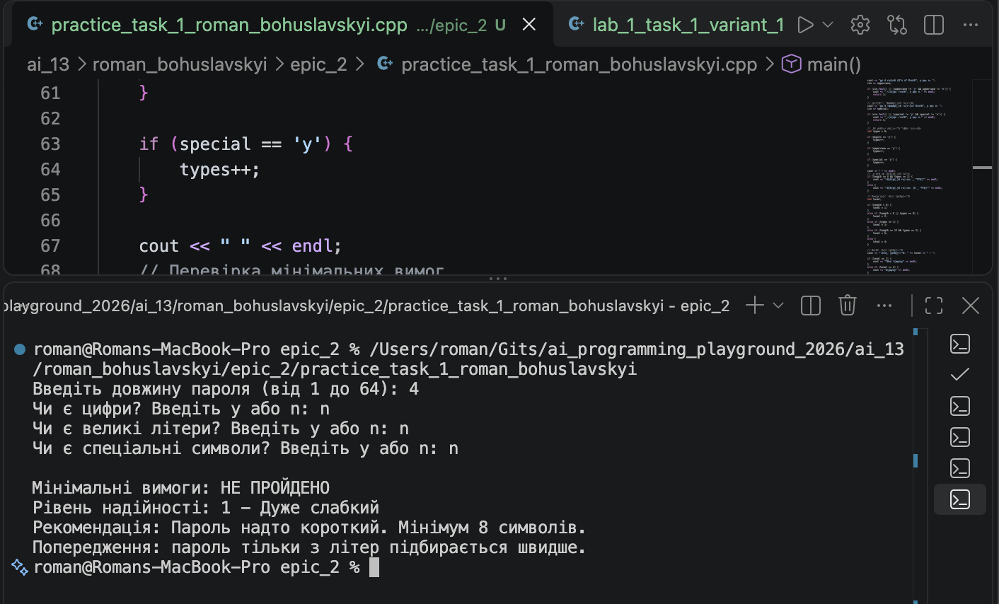 practice_task_1_roman_bohuslavskyi.cpp .../epic_2 U
lab_1_task_1_variant_1
ai_13 > roman_bohuslavskyi > epic_2 > practice_task_1_roman_bohuslavskyi.cpp > main()
61 }
62
63 if (special == 'y') {
64 types++;
65 }
66
67 cout << " " << endl;
68 // Перевірка мінімальних вимог
playground_2026/ai_13/roman_bohuslavskyi/epic_2/practice_task_1_roman_bohuslavskyi - epic_2
roman@Romans-MacBook-Pro epic_2 % /Users/roman/Gits/ai_programming_playground_2026/ai_13
/roman_bohuslavskyi/epic_2/practice_task_1_roman_bohuslavskyi
Введіть довжину пароля (від 1 до 64): 4
Чи є цифри? Введіть y або n: n
Чи є великі літери? Введіть y або n: n
Чи є спеціальні символи? Введіть y або n: n
Мінімальні вимоги: НЕ ПРОЙДЕНО
Рівень надійності: 1 – Дуже слабкий
Рекомендація: Пароль надто короткий. Мінімум 8 символів.
Попередження: пароль тільки з літер підбирається швидше.
roman@Romans-MacBook-Pro epic_2 %